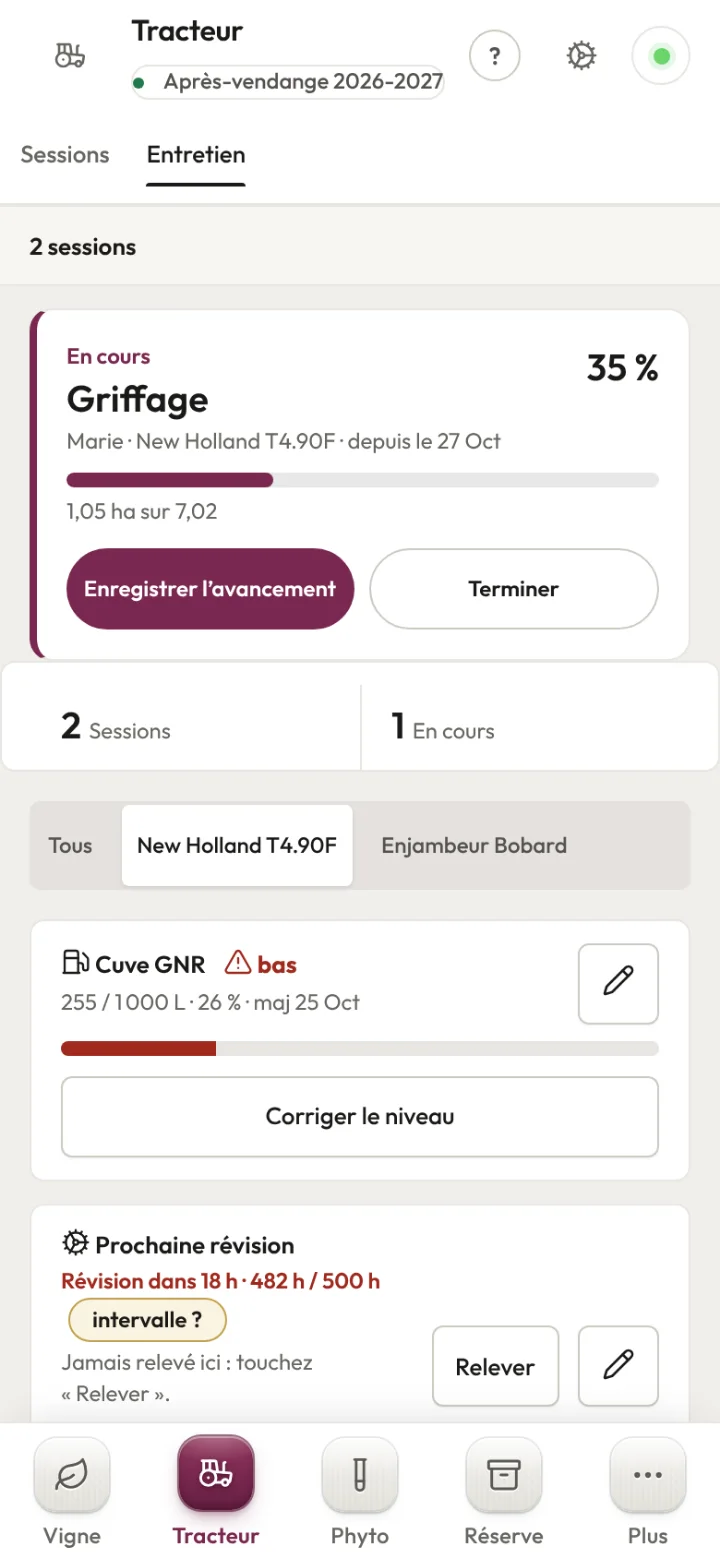 Tracteur
Après-vendange 2026-2027
?
Sessions
Entretien
2 sessions
En cours
35 %
Griffage
Marie · New Holland T4.90F · depuis le 27 Oct
1,05 ha sur 7,02
Enregistrer l’avancement
Terminer
2 Sessions
1 En cours
Tous
New Holland T4.90F
Enjambeur Bobard
Cuve GNR
bas
255 / 1 000 L · 26 % · maj 25 Oct
Corriger le niveau
Prochaine révision
Révision dans 18 h · 482 h / 500 h
intervalle ?
Jamais relevé ici : touchez
« Relever ».
Relever
Vigne
Tracteur
Phyto
Réserve
Plus